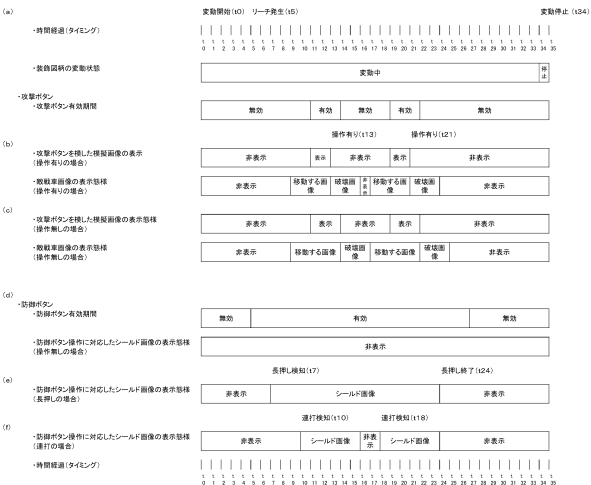 (a)
変動開始(t0) リーチ発生(t5) 変動停止 (t34)
・時間経過(タイミング)
t t t t t t t t t t t t t t t t t t t t t t t t t t t t t t t t t t t t
0 1 2 3 4 5 6 7 8 9 10 11 12 13 14 15 16 17 18 19 20 21 22 23 24 25 26 27 28 29 30 31 32 33 34 35
・装飾図柄の変動状態
変動中 停止
・攻撃ボタン
・攻撃ボタン有効期間
無効 有効 無効 有効 無効
操作有り(t13) 操作有り(t21)
(b)
・攻撃ボタンを模した模擬画像の表示
(操作有りの場合)
非表示 表示 非表示 表示 非表示
・敵戦車画像の表示態様
(操作有りの場合)
非表示 移動する画像 破壊画像 非表示 移動する画像 破壊画像 非表示
(c)
・攻撃ボタンを模した模擬画像の表示態様
(操作無しの場合)
非表示 表示 非表示 表示 非表示
・敵戦車画像の表示態様
(操作無しの場合)
非表示 移動する画像 破壊画像 移動する画像 破壊画像 非表示
(d)
・防御ボタン
・防御ボタン有効期間
無効 有効 無効
・防御ボタン操作に対応したシールド画像の表示態様
(操作無しの場合)
非表示
長押し検知(t7) 長押し終了(t24)
(e)
・防御ボタン操作に対応したシールド画像の表示態様
(長押しの場合)
非表示 シールド画像 非表示
連打検知(t10) 連打検知(t18)
(f)
・防御ボタン操作に対応したシールド画像の表示態様
(連打の場合)
非表示 シールド画像 非表示 シールド画像 非表示
・時間経過(タイミング)
t t t t t t t t t t t t t t t t t t t t t t t t t t t t t t t t t t t t
0 1 2 3 4 5 6 7 8 9 10 11 12 13 14 15 16 17 18 19 20 21 22 23 24 25 26 27 28 29 30 31 32 33 34 35